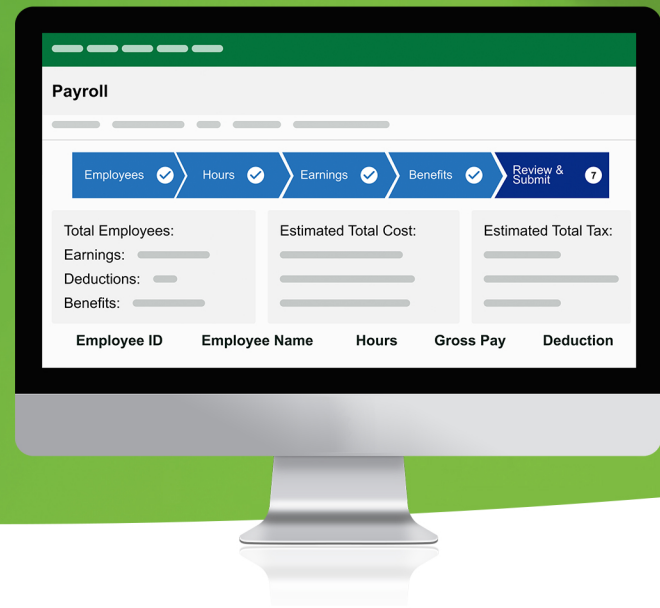 Payroll
Employees Hours Earnings Benefits Review & Submit 7
Total Employees: Estimated Total Cost: Estimated Total Tax:
Earnings:
Deductions:
Benefits:
Employee ID Employee Name Hours Gross Pay Deduction